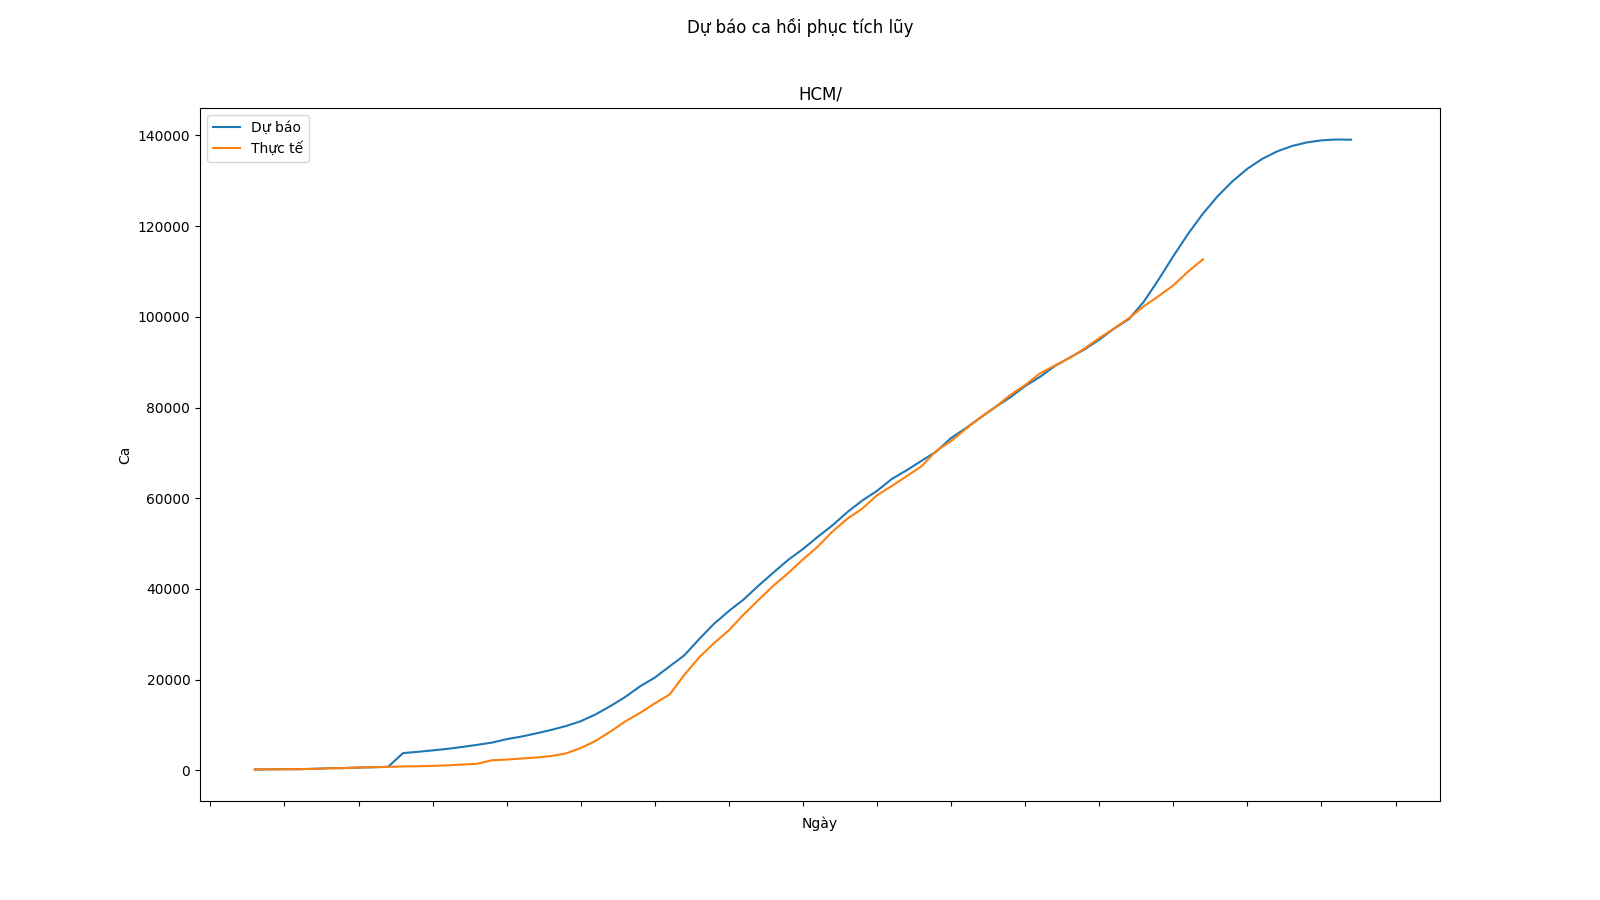 Dự báo ca hồi phục tích lũy
HCM/
Dự báo
Thực tế
140000
120000
100000
80000
60000
40000
20000
0
Ca
Ngày